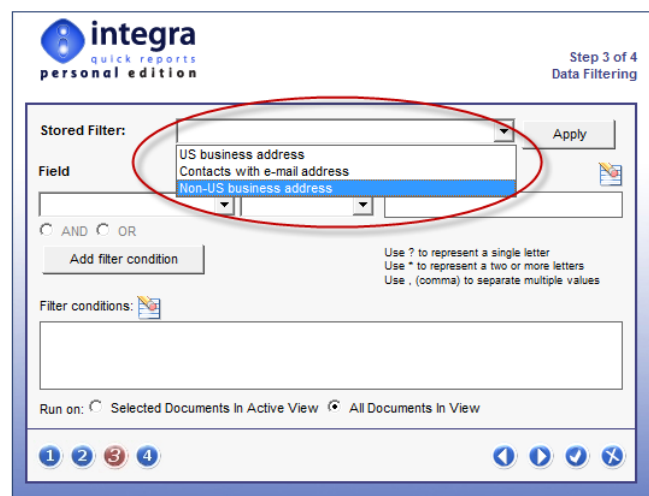 integra
quick reports
personal edition
Step 3 of 4
Data Filtering
Stored Filter:
Apply
US business address
Contacts with e-mail address
Non-US business address
Field
AND OR
Add filter condition
Use ? to represent a single letter
Use * to represent a two or more letters
Use , (comma) to separate multiple values
Filter conditions:
Run on: Selected Documents In Active View All Documents In View
1 2 3 4